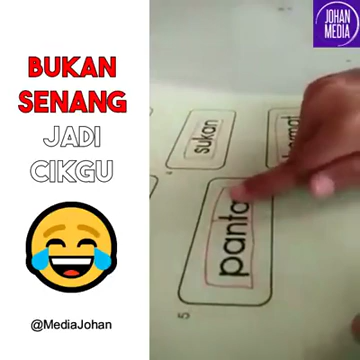 BUKAN
SENANG
JADI
CIKGU
@MediaJohan
JOHAN
MEDIA
sukan
5